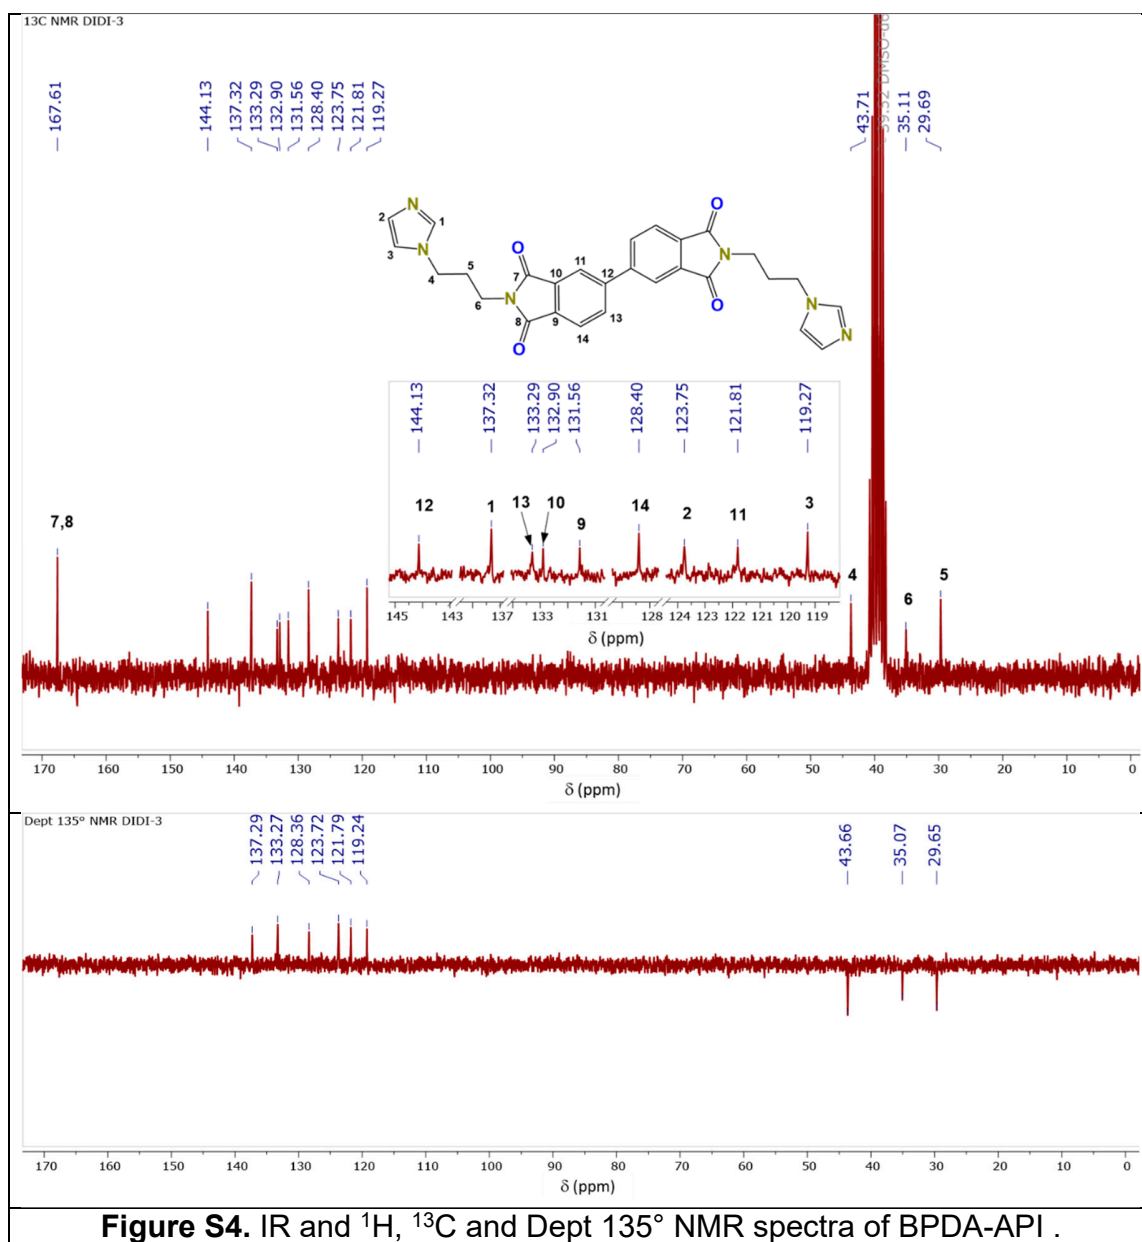 13C NMR DIDI-3
167.61
144.13
137.32
133.29
132.90
131.56
128.40
123.75
121.81
119.27
43.71
39.52 DMSO-d6
35.11
29.69
N
2
1
3
N
4
5
6
O
7
N
8
O
10
11
12
9
13
14
O
N
O
N
N
144.13
137.32
133.29
132.90
131.56
128.40
123.75
121.81
119.27
12
1
13
10
9
14
2
11
3
145 143 137 133 131 128 124 123 122 121 120 119
δ (ppm)
7,8
4
6
5
170 160 150 140 130 120 110 100 90 80 70 60 50 40 30 20 10 0
δ (ppm)
Dept 135° NMR DIDI-3
137.29
133.27
128.36
123.72
121.79
119.24
43.66
35.07
29.65
170 160 150 140 130 120 110 100 90 80 70 60 50 40 30 20 10 0
δ (ppm)
Figure S4. IR and ¹H, ¹³C and Dept 135° NMR spectra of BPDA-API .